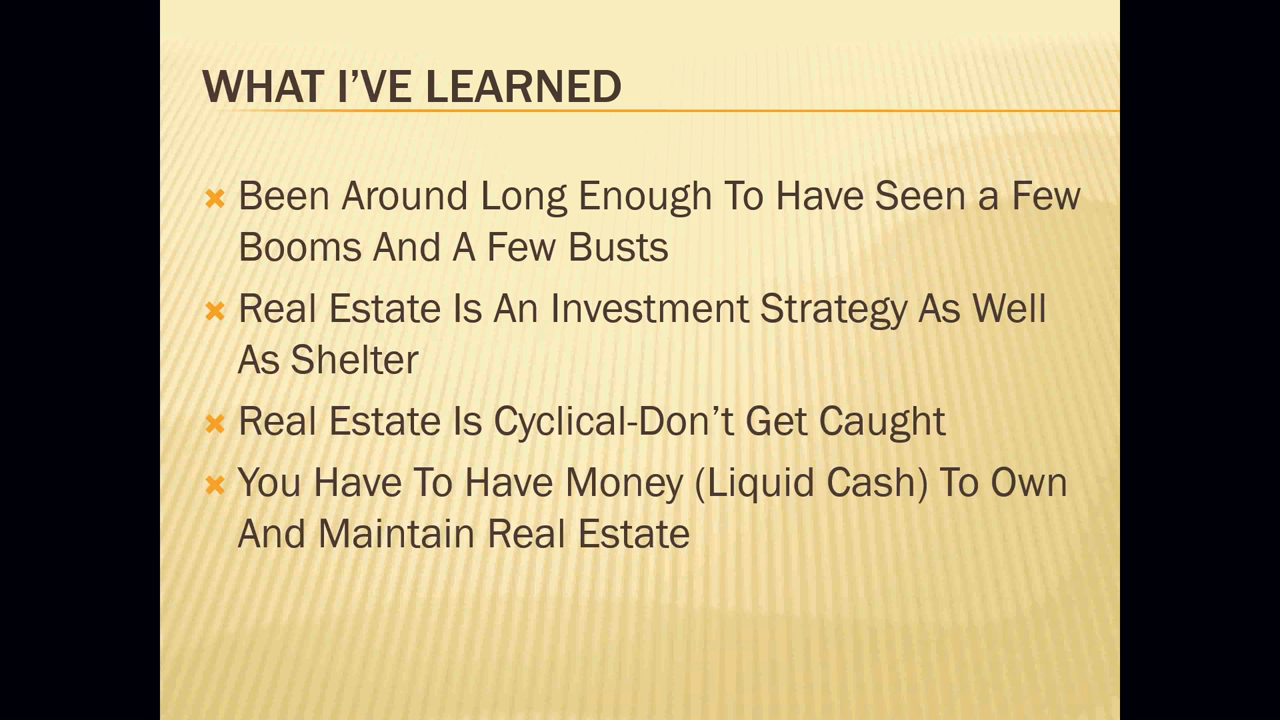 WHAT I’VE LEARNED
Been Around Long Enough To Have Seen a Few
Booms And A Few Busts
Real Estate Is An Investment Strategy As Well
As Shelter
Real Estate Is Cyclical-Don’t Get Caught
You Have To Have Money (Liquid Cash) To Own
And Maintain Real Estate